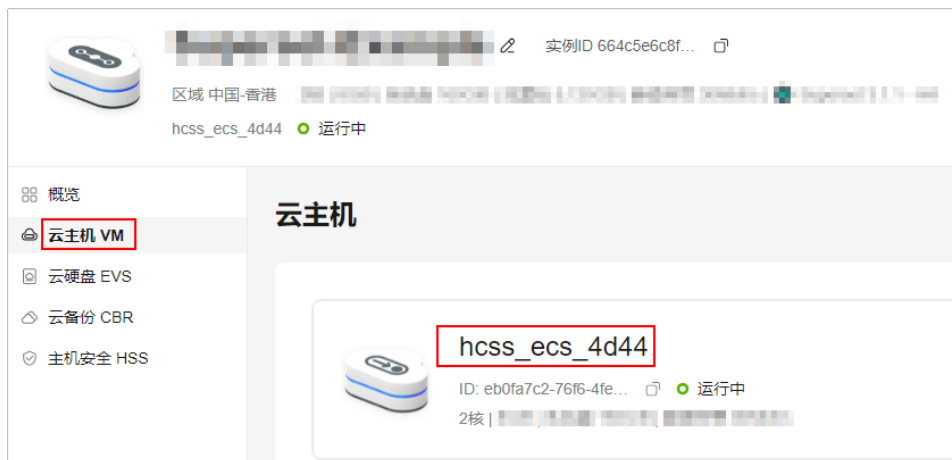 实例ID 664c5e6c8f...
区域 中国-香港
hcss_ecs_4d44 运行中
概览
云主机 VM
云硬盘 EVS
云备份 CBR
主机安全 HSS
云主机
hcss_ecs_4d44
ID: eb0fa7c2-76f6-4fe... 运行中
2核 |